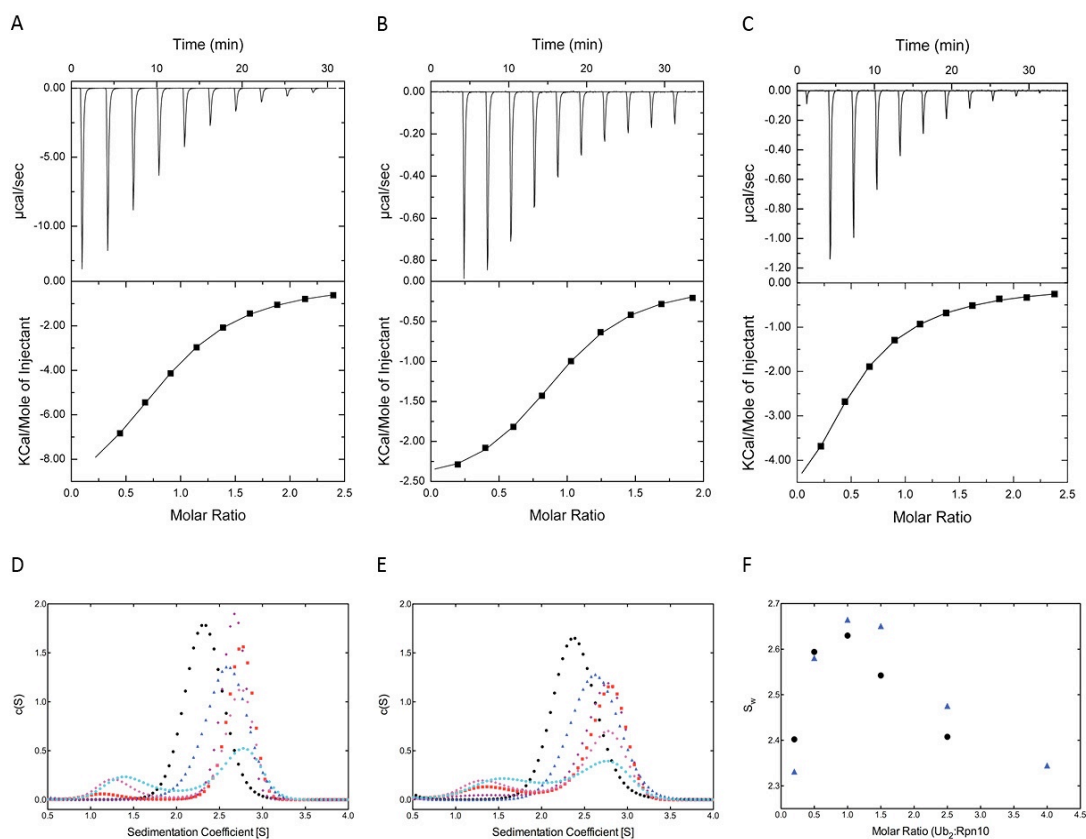 A
B
C
Time (min)
0 10 20 30
0.00
-5.00
-10.00
µcal/sec
0.00
-2.00
-4.00
-6.00
-8.00
KCal/Mole of Injectant
0.0 0.5 1.0 1.5 2.0 2.5
Molar Ratio
Time (min)
0 10 20 30
0.00
-0.20
-0.40
-0.60
-0.80
µcal/sec
0.00
-0.50
-1.00
-1.50
-2.00
-2.50
KCal/Mole of Injectant
0.0 0.5 1.0 1.5 2.0
Molar Ratio
Time (min)
0 10 20 30
0.00
-0.20
-0.40
-0.60
-0.80
-1.00
-1.20
µcal/sec
0.00
-1.00
-2.00
-3.00
-4.00
KCal/Mole of Injectant
0.0 0.5 1.0 1.5 2.0 2.5
Molar Ratio
D
E
F
2.0
1.5
1.0
0.5
0.0
c(S)
0.5 1.0 1.5 2.0 2.5 3.0 3.5 4.0
Sedimentation Coefficient [S]
2.0
1.5
1.0
0.5
0.0
c(S)
0.5 1.0 1.5 2.0 2.5 3.0 3.5 4.0
Sedimentation Coefficient [S]
2.7
2.6
2.5
2.4
2.3
Sw
0.0 0.5 1.0 1.5 2.0 2.5 3.0 3.5 4.0 4.5
Molar Ratio (Ub2:Rpn10